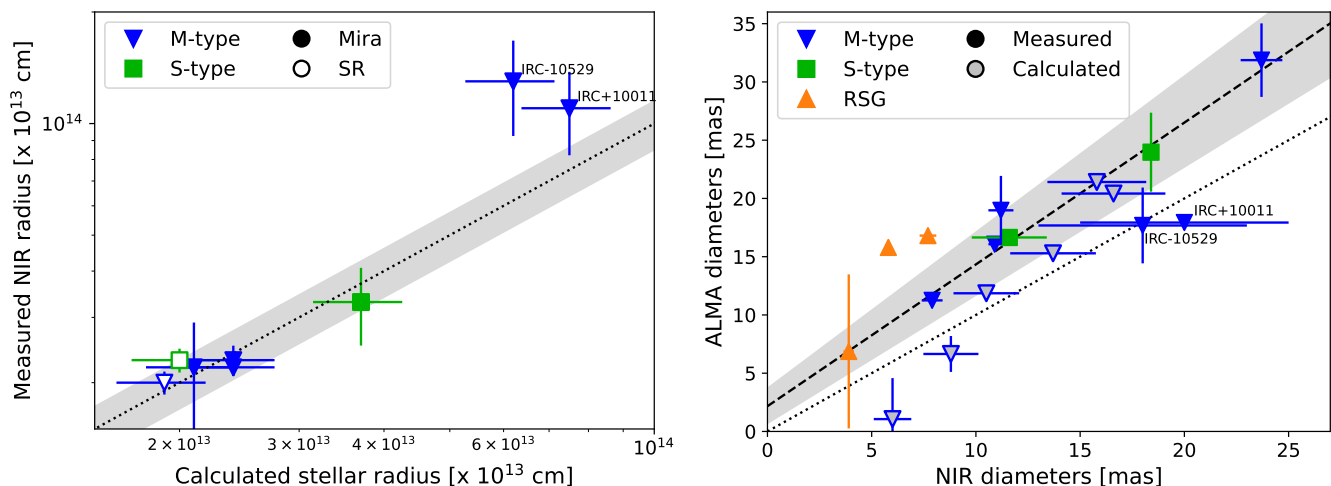 M-type
S-type
Mira
SR
IRC-10529
IRC+10011
10¹⁴
Measured NIR radius [x 10¹³ cm]
2 × 10¹³
3 × 10¹³
4 × 10¹³
6 × 10¹³
10¹⁴
Calculated stellar radius [x 10¹³ cm]
M-type
S-type
RSG
Measured
Calculated
IRC+10011
IRC-10529
35
30
25
20
15
10
5
0
ALMA diameters [mas]
0
5
10
15
20
25
NIR diameters [mas]